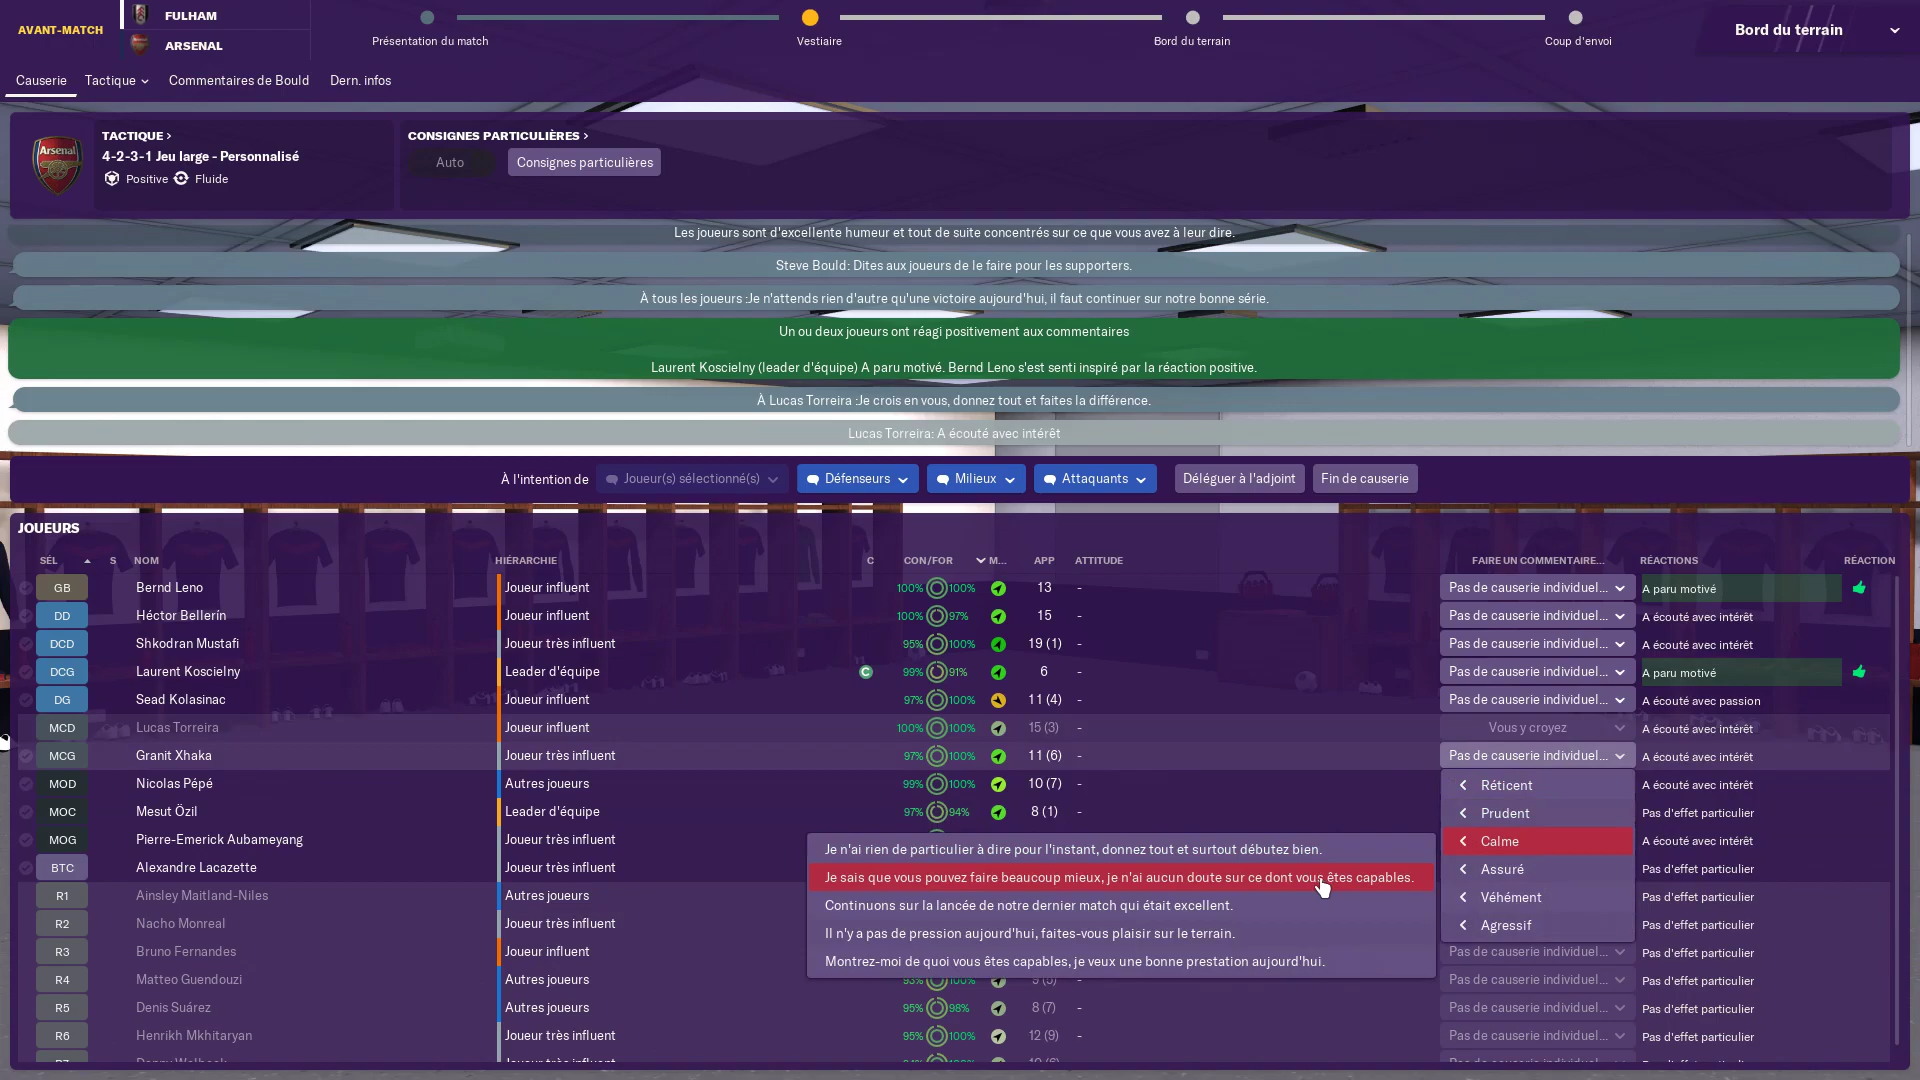 AVANT-MATCH
FULHAM
ARSENAL
Présentation du match
Vestiaire
Bord du terrain
Coup d'envoi
Bord du terrain
Causerie
Tactique
Commentaires de Bould
Dern. infos
Arsenal
TACTIQUE >
4-2-3-1 Jeu large - Personnalisé
Positive
Fluide
CONSIGNES PARTICULIÈRES >
Auto
Consignes particulières
Les joueurs sont d'excellente humeur et tout de suite concentrés sur ce que vous avez à leur dire.
Steve Bould: Dites aux joueurs de le faire pour les supporters.
À tous les joueurs :Je n'attends rien d'autre qu'une victoire aujourd'hui, il faut continuer sur notre bonne série.
Un ou deux joueurs ont réagi positivement aux commentaires
Laurent Koscielny (leader d'équipe) A paru motivé. Bernd Leno s'est senti inspiré par la réaction positive.
À Lucas Torreira :Je crois en vous, donnez tout et faites la différence.
Lucas Torreira: A écouté avec intérêt
À l'intention de
Joueur(s) sélectionné(s)
Défenseurs
Milieux
Attaquants
Déléguer à l'adjoint
Fin de causerie
JOUEURS
SÉL S NOM HIÉRARCHIE C CON/FOR M... APP ATTITUDE FAIRE UN COMMENTAIRE... RÉACTIONS RÉACTION
GB Bernd Leno Joueur influent 100% 100% 13 - Pas de causerie individuel... A paru motivé
DD Héctor Bellerín Joueur influent 100% 97% 15 - Pas de causerie individuel... A écouté avec intérêt
DCD Shkodran Mustafi Joueur très influent 95% 100% 19 (1) - Pas de causerie individuel... A écouté avec intérêt
DCG Laurent Koscielny Leader d'équipe C 99% 91% 6 - Pas de causerie individuel... A paru motivé
DG Sead Kolasinac Joueur influent 97% 100% 11 (4) - Pas de causerie individuel... A écouté avec passion
MCD Lucas Torreira Joueur influent 100% 100% 15 (3) - Vous y croyez A écouté avec intérêt
MCG Granit Xhaka Joueur très influent 97% 100% 11 (6) - Pas de causerie individuel... A écouté avec intérêt
MOD Nicolas Pépé Autres joueurs 99% 100% 10 (7) - Réticent A écouté avec intérêt
MOC Mesut Özil Leader d'équipe 97% 94% 8 (1) - Prudent Pas d'effet particulier
MOG Pierre-Emerick Aubameyang Joueur très influent Calme A écouté avec intérêt
Je n'ai rien de particulier à dire pour l'instant, donnez tout et surtout débutez bien.
BTC Alexandre Lacazette Joueur très influent Je sais que vous pouvez faire beaucoup mieux, je n'ai aucun doute sur ce dont vous êtes capables. Assuré Pas d'effet particulier
R1 Ainsley Maitland-Niles Autres joueurs Continuons sur la lancée de notre dernier match qui était excellent. Véhément Pas d'effet particulier
R2 Nacho Monreal Joueur très influent Il n'y a pas de pression aujourd'hui, faites-vous plaisir sur le terrain. Agressif Pas d'effet particulier
R3 Bruno Fernandes Joueur influent Montrez-moi de quoi vous êtes capables, je veux une bonne prestation aujourd'hui. Pas de causerie individuel... Pas d'effet particulier
R4 Matteo Guendouzi Autres joueurs 93% 100% 9 (5) - Pas de causerie individuel... Pas d'effet particulier
R5 Denis Suárez Autres joueurs 95% 98% 8 (7) - Pas de causerie individuel... Pas d'effet particulier
R6 Henrikh Mkhitaryan Joueur très influent 95% 100% 12 (9) - Pas de causerie individuel... Pas d'effet particulier